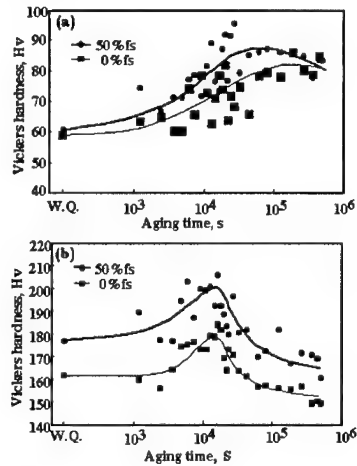 100
90
80
70
60
50
40
Vickers hardness, Hv
(a)
50%fs
0%fs
W.Q. 10³ 10⁴ 10⁵ 10⁶
Aging time, s
220
210
200
190
180
170
160
150
140
Vickers hardness, Hv
(b)
50%fs
0%fs
W.Q. 10³ 10⁴ 10⁵ 10⁶
Aging time, S